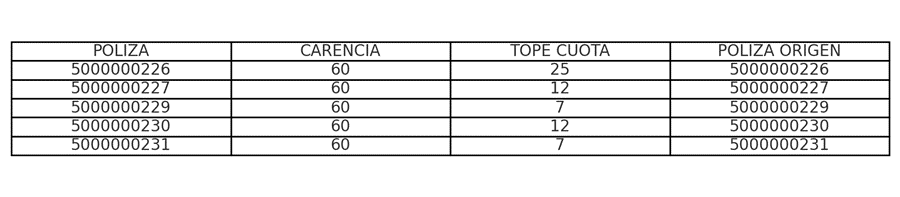 POLIZA CARENCIA TOPE CUOTA POLIZA ORIGEN
5000000226 60 25 5000000226
5000000227 60 12 5000000227
5000000229 60 7 5000000229
5000000230 60 12 5000000230
5000000231 60 7 5000000231